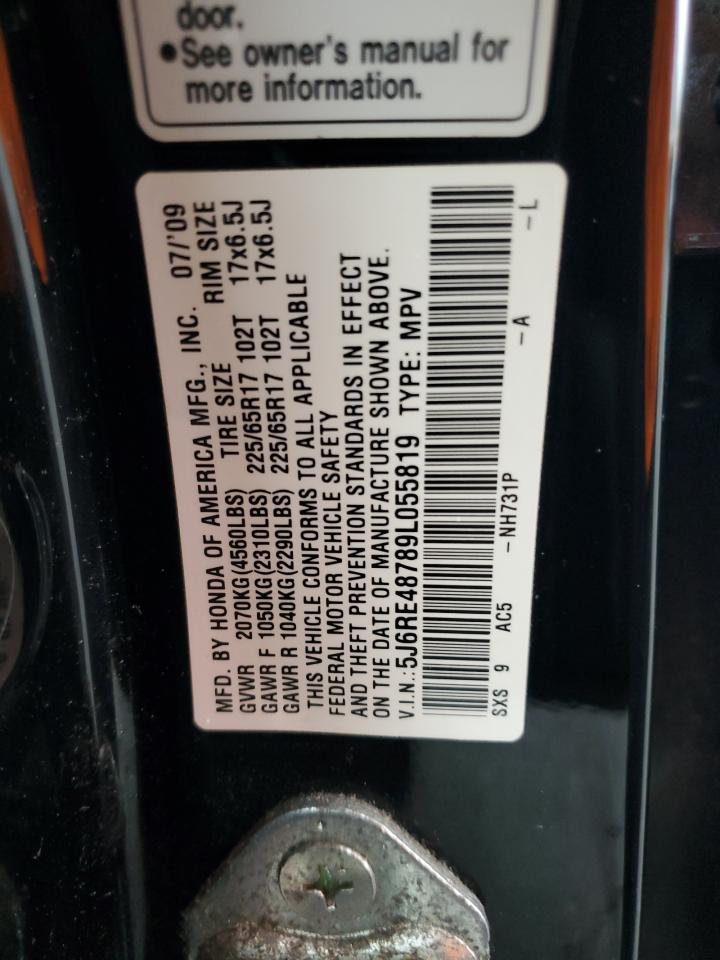 door.
•See owner's manual for
more information.
MFD. BY HONDA OF AMERICA MFG., INC. 07/'09
GVWR 2070KG(4560LBS) TIRE SIZE RIM SIZE
GAWR F 1050KG(2310LBS) 225/65R17 102T 17x6.5J
GAWR R 1040KG(2290LBS) 225/65R17 102T 17x6.5J
THIS VEHICLE CONFORMS TO ALL APPLICABLE
FEDERAL MOTOR VEHICLE SAFETY
AND THEFT PREVENTION STANDARDS IN EFFECT
ON THE DATE OF MANUFACTURE SHOWN ABOVE.
V.I.N.:5J6RE48789L055819 TYPE: MPV
SXS 9 AC5 -NH731P -A -L